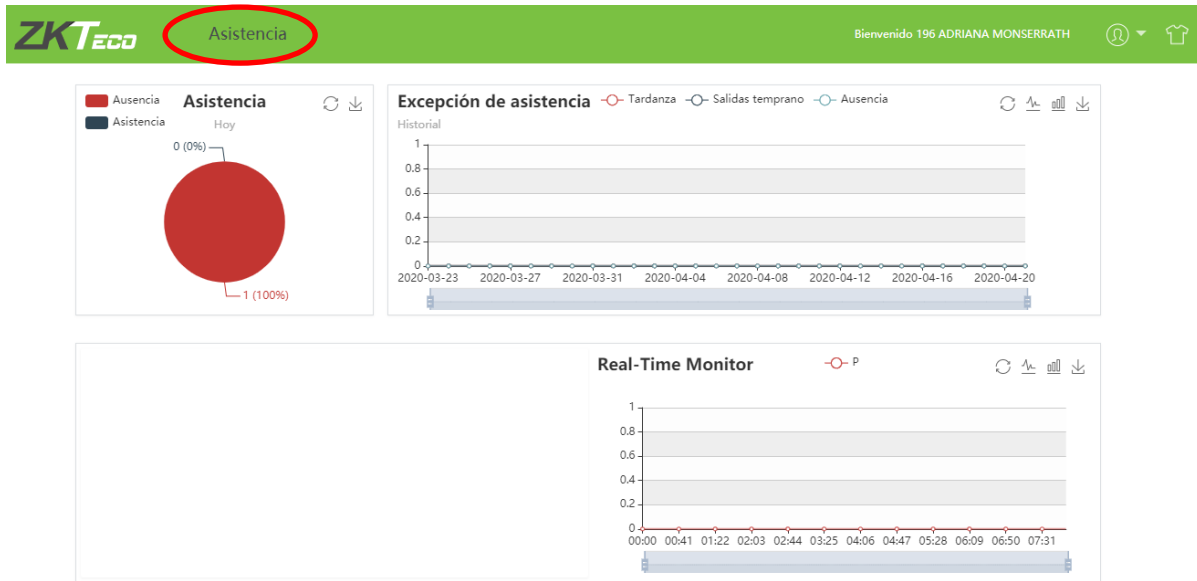 ZKTeco
Asistencia
Bienvenido 196 ADRIANA MONSERRATH
Ausencia
Asistencia
Asistencia
Hoy
0 (0%)
1 (100%)
Excepción de asistencia
Tardanza
Salidas temprano
Ausencia
Historial
1
0.8
0.6
0.4
0.2
0
2020-03-23 2020-03-27 2020-03-31 2020-04-04 2020-04-08 2020-04-12 2020-04-16 2020-04-20
Real-Time Monitor
P
1
0.8
0.6
0.4
0.2
0
00:00 00:41 01:22 02:03 02:44 03:25 04:06 04:47 05:28 06:09 06:50 07:31